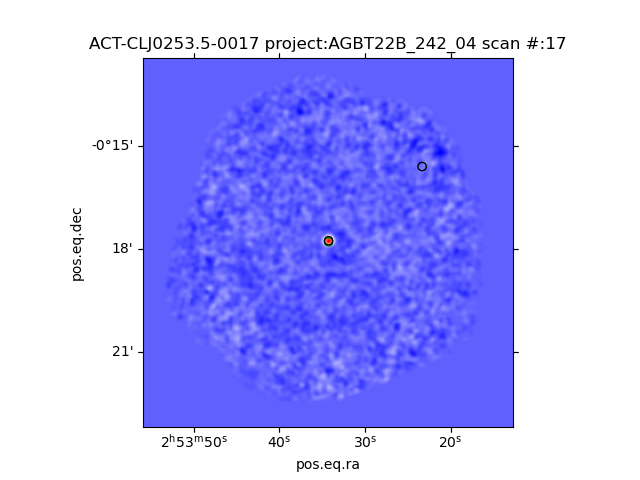 ACT-CLJ0253.5-0017 project:AGBT22B_242_04 scan #:17
-0°15'
18'
21'
pos.eq.dec
2ʰ53ᵐ50ˢ 40ˢ 30ˢ 20ˢ
pos.eq.ra